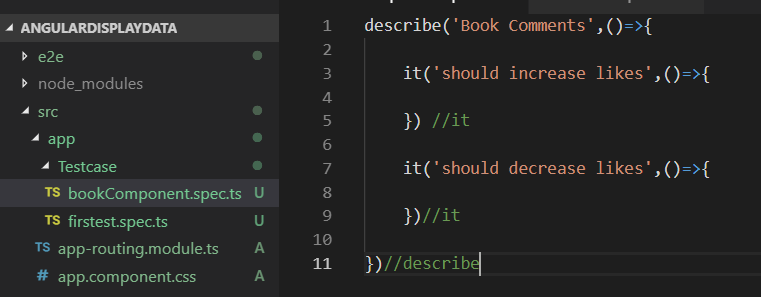 ANGULARDISPLAYDATA
e2e
node_modules
src
app
Testcase
TS bookComponent.spec.ts U
TS firstest.spec.ts U
TS app-routing.module.ts A
# app.component.css A
1 describe('Book Comments',()=>{
2
3 it('should increase likes',()=>{
4
5 }) //it
6
7 it('should decrease likes',()=>{
8
9 })//it
10
11 })//describe